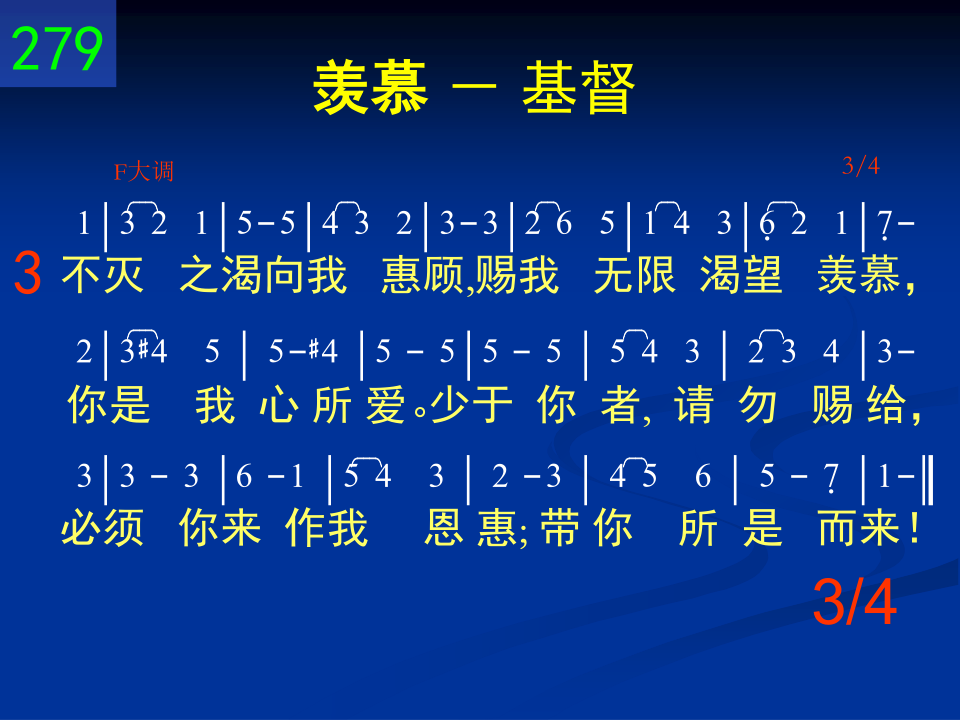 279
羡慕 － 基督
F大调 3/4
1|3 2 1|5-5|4 3 2|3-3|2 6 5|1 4 3|6̣ 2 1|7̣-
3 不灭 之渴向我 惠顾,赐我 无限 渴望 羡慕，
2|3#4 5|5-#4|5 - 5|5 - 5|5 4 3|2 3 4|3-
你是 我 心 所 爱。少于 你 者, 请 勿 赐 给，
3|3 - 3|6 -1|5 4 3|2 -3|4 5 6|5 - 7̣|1-‖
必须 你来 作我 恩 惠; 带 你 所 是 而来！
3/4